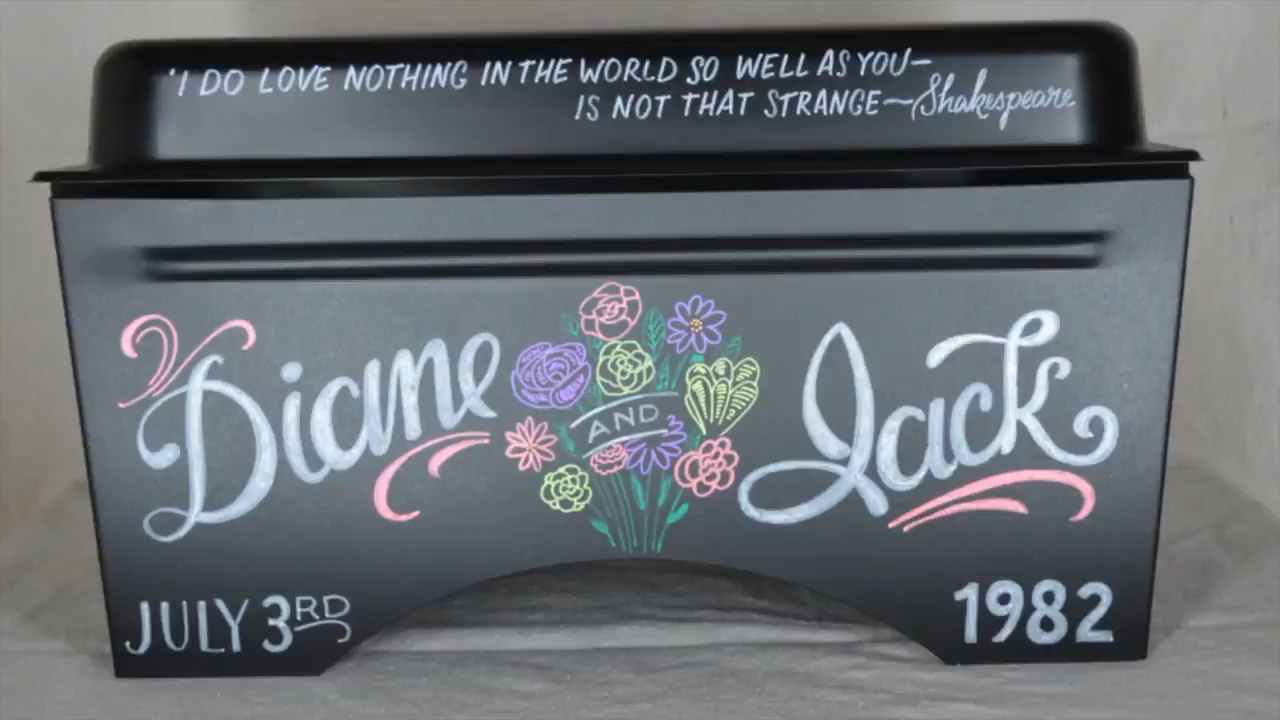 'I DO LOVE NOTHING IN THE WORLD SO WELL AS YOU–
IS NOT THAT STRANGE~Shakespeare
Diane AND Jack
JULY 3RD 1982